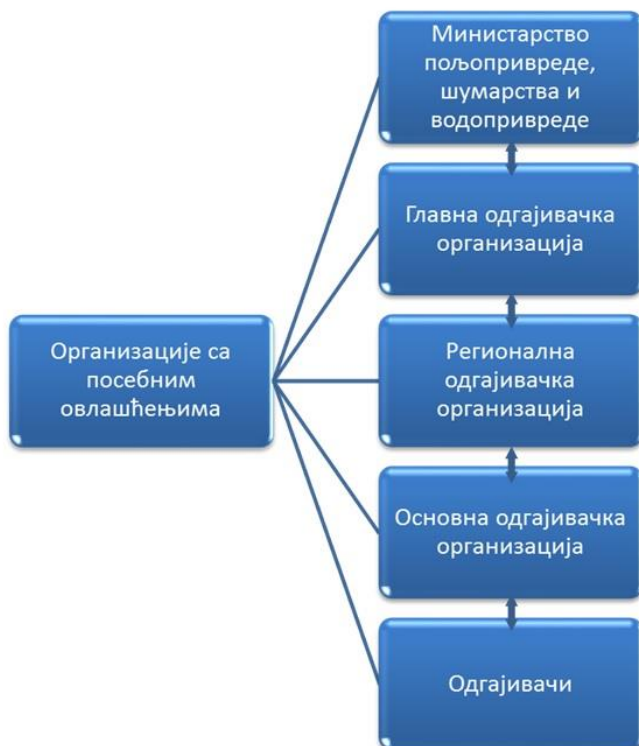 Министарство
пољопривреде,
шумарства и
водопривреде
Главна одгајивачка
организација
Организације са
посебним
овлашћењима
Регионална
одгајивачка
организација
Основна одгајивачка
организација
Одгајивачи